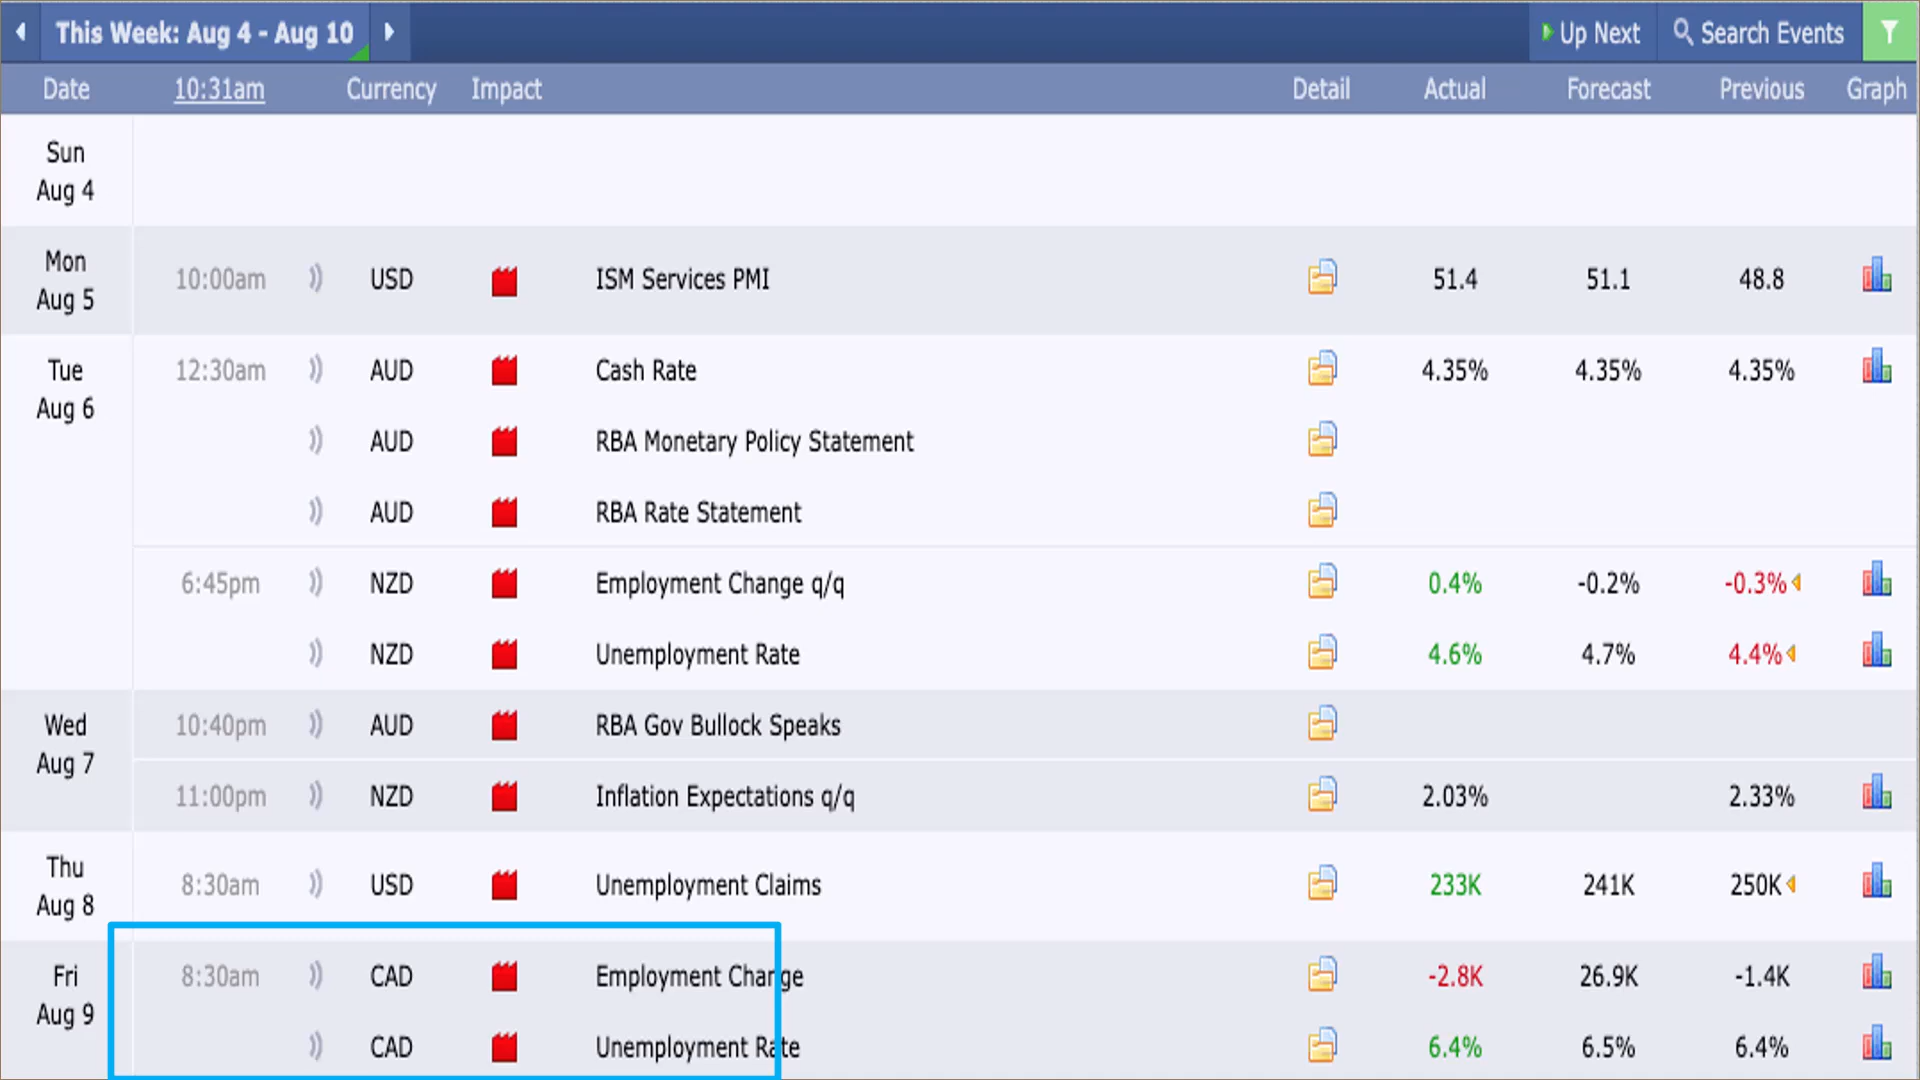 This Week: Aug 4 - Aug 10 Up Next Search Events
Date 10:31am Currency Impact Detail Actual Forecast Previous Graph
Sun
Aug 4
Mon
Aug 5
10:00am USD ISM Services PMI 51.4 51.1 48.8
Tue
Aug 6
12:30am AUD Cash Rate 4.35% 4.35% 4.35%
AUD RBA Monetary Policy Statement
AUD RBA Rate Statement
6:45pm NZD Employment Change q/q 0.4% -0.2% -0.3%
NZD Unemployment Rate 4.6% 4.7% 4.4%
Wed
Aug 7
10:40pm AUD RBA Gov Bullock Speaks
11:00pm NZD Inflation Expectations q/q 2.03% 2.33%
Thu
Aug 8
8:30am USD Unemployment Claims 233K 241K 250K
Fri
Aug 9
8:30am CAD Employment Change -2.8K 26.9K -1.4K
CAD Unemployment Rate 6.4% 6.5% 6.4%